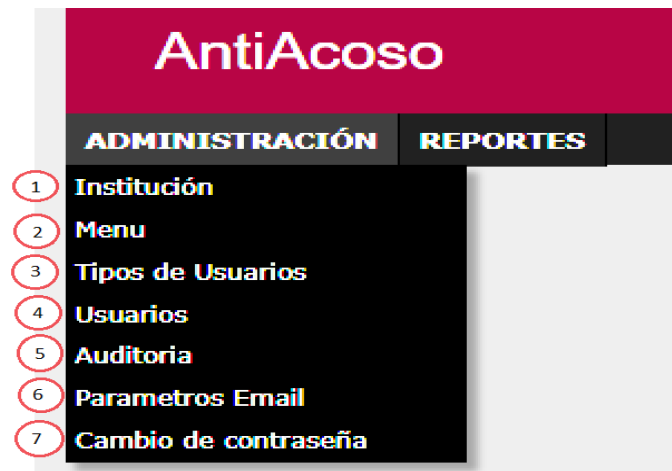 AntiAcoso
ADMINISTRACIÓN REPORTES
1 Institución
2 Menu
3 Tipos de Usuarios
4 Usuarios
5 Auditoria
6 Parametros Email
7 Cambio de contraseña